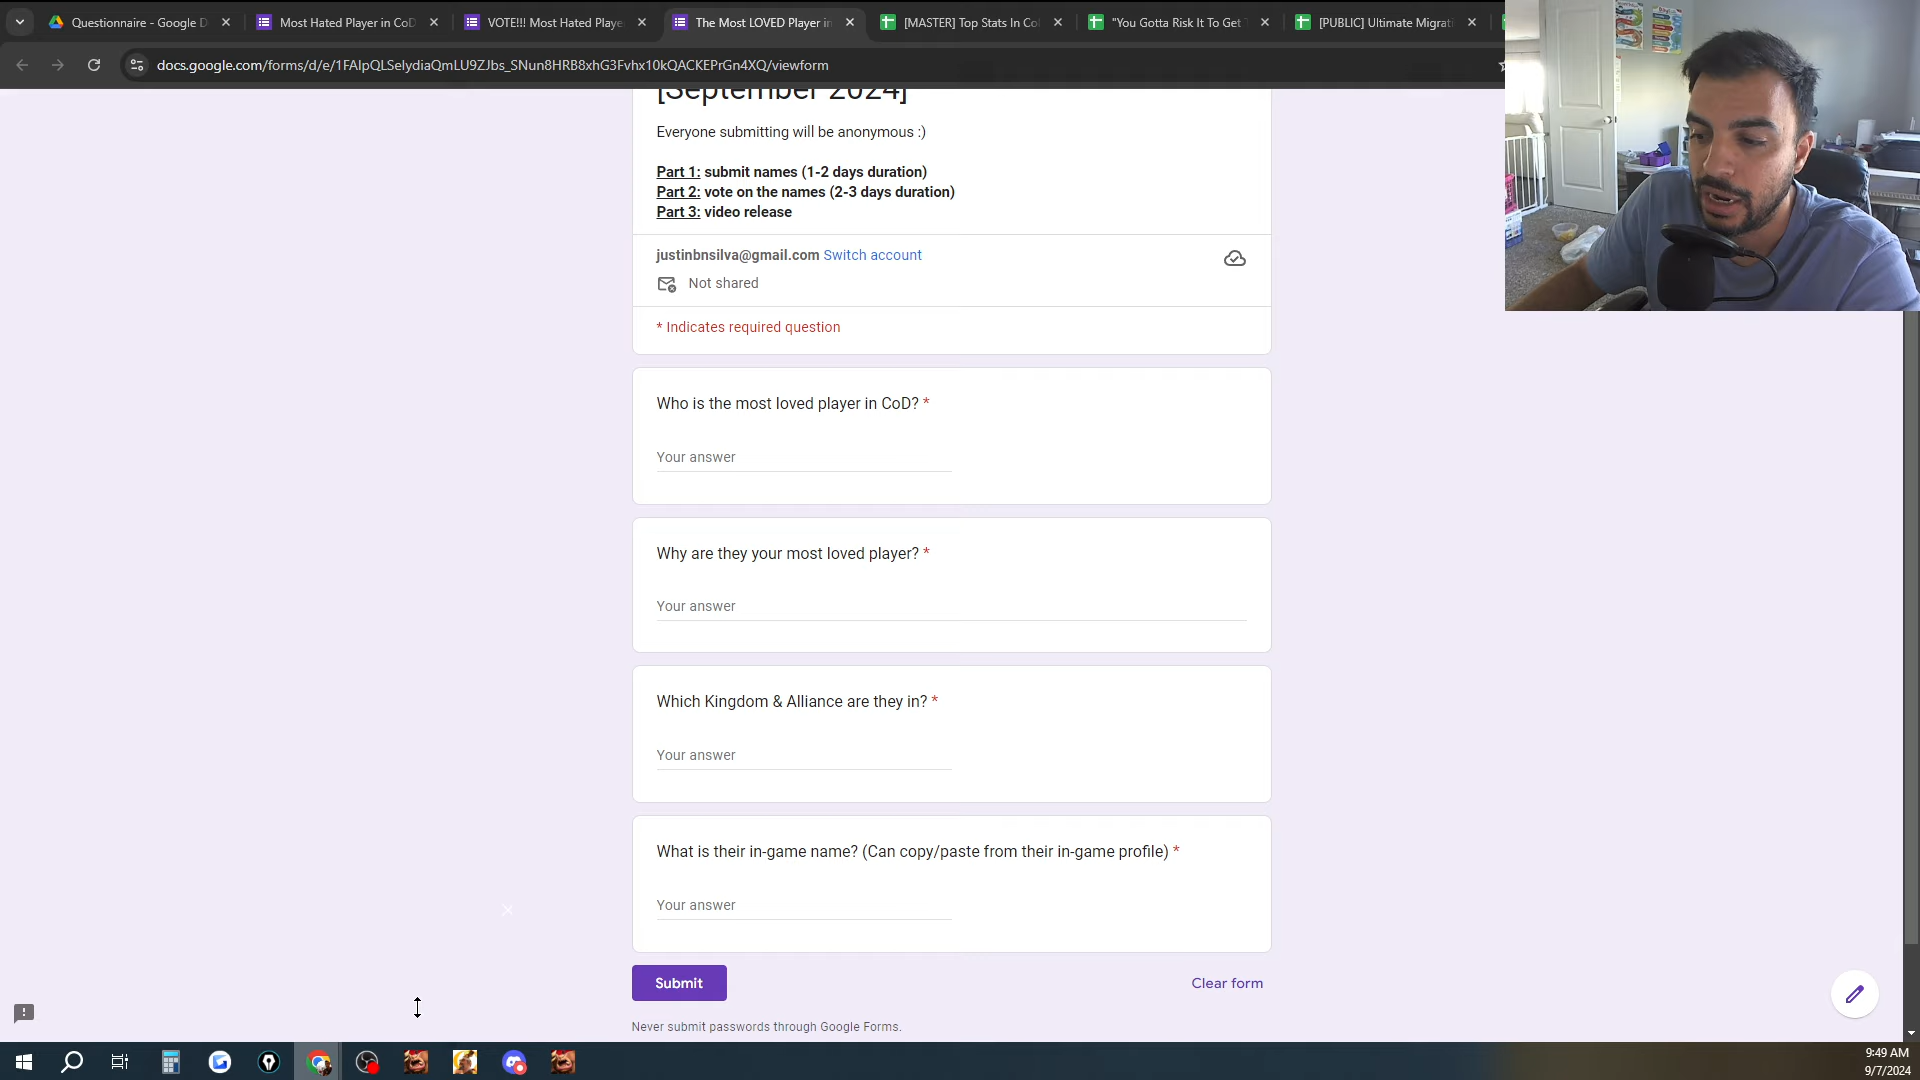 Questionnaire - Google D
Most Hated Player in CoD
VOTE!!! Most Hated Playe
The Most LOVED Player in
[MASTER] Top Stats In Co
"You Gotta Risk It To Get T
[PUBLIC] Ultimate Migrati
docs.google.com/forms/d/e/1FAIpQLSelydiaQmLU9ZJbs_SNun8HRB8xhG3Fvhx10kQACKEPrGn4XQ/viewform
[September 2024]
Everyone submitting will be anonymous :)
Part 1: submit names (1-2 days duration)
Part 2: vote on the names (2-3 days duration)
Part 3: video release
justinbnsilva@gmail.com Switch account
Not shared
* Indicates required question
Who is the most loved player in CoD? *
Your answer
Why are they your most loved player? *
Your answer
Which Kingdom & Alliance are they in? *
Your answer
What is their in-game name? (Can copy/paste from their in-game profile) *
Your answer
Submit
Clear form
Never submit passwords through Google Forms.
9:49 AM
9/7/2024